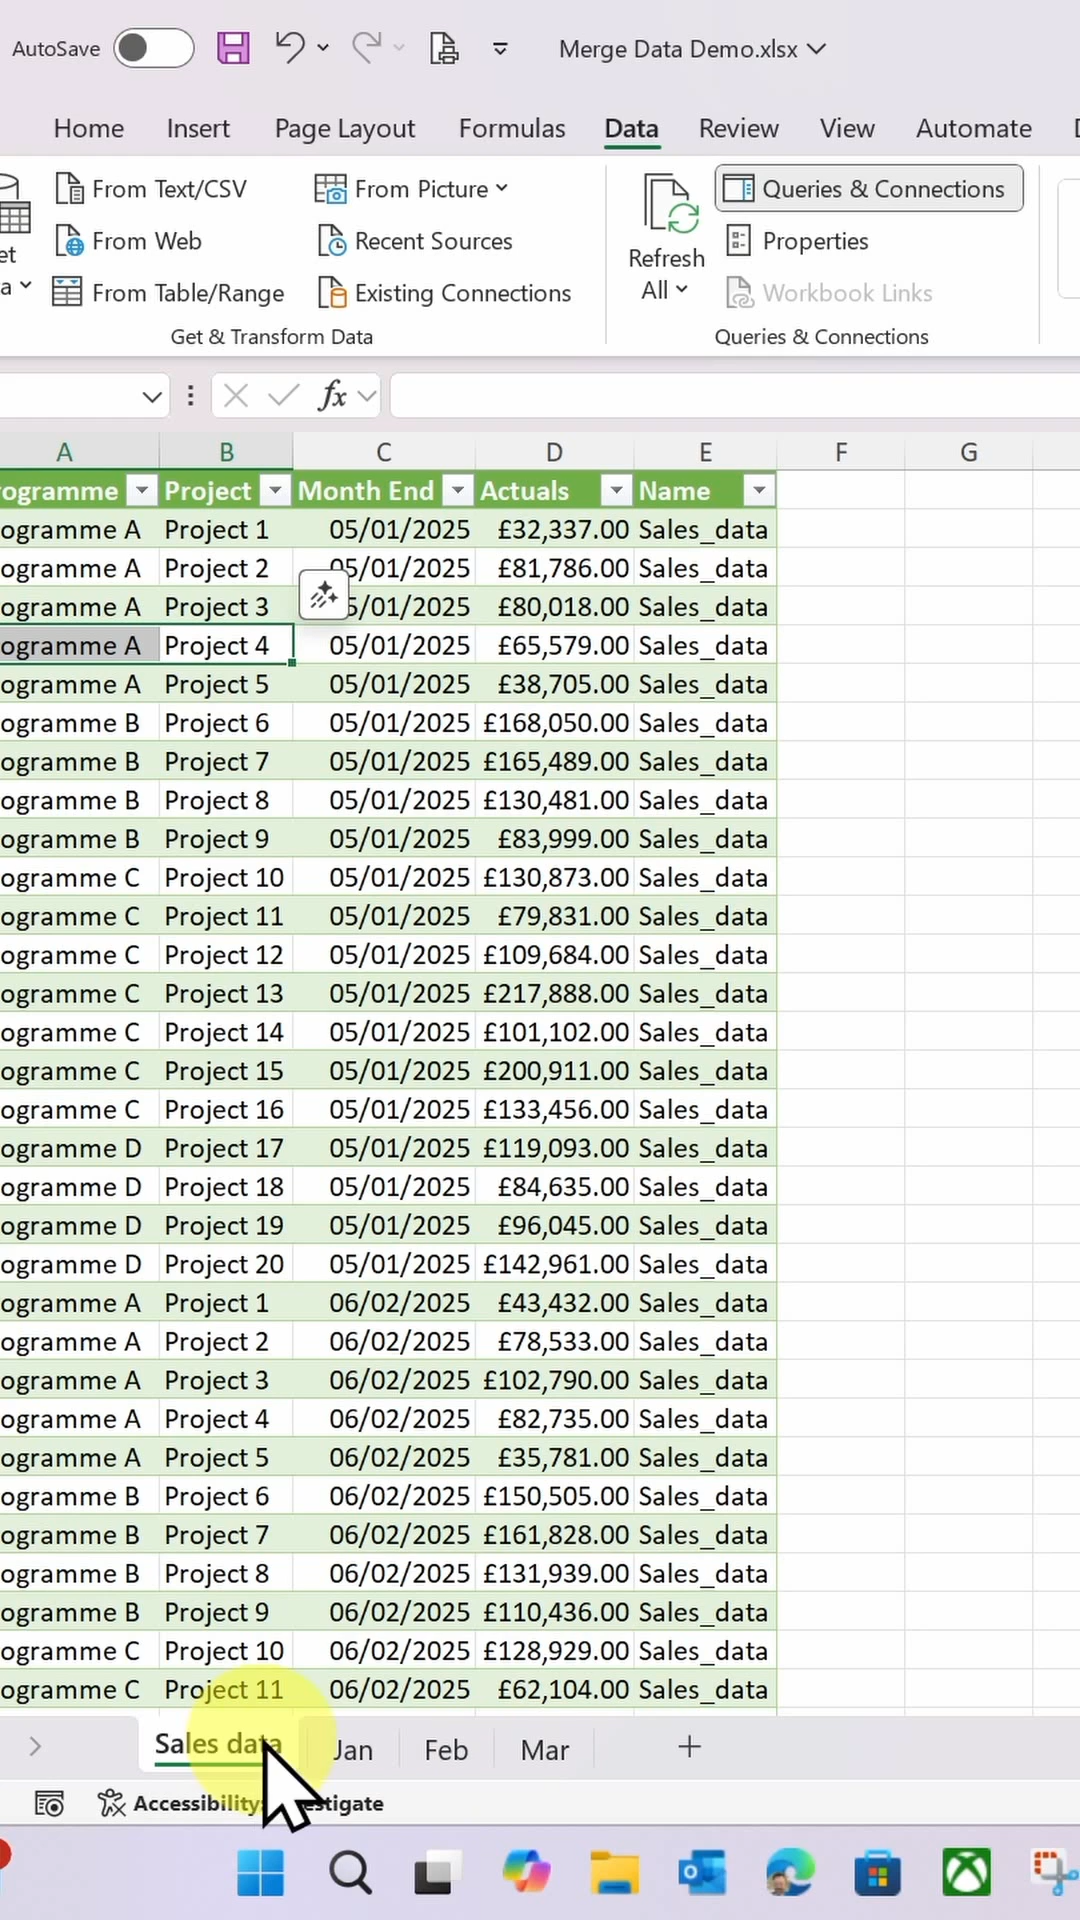 AutoSave Merge Data Demo.xlsx
Home Insert Page Layout Formulas Data Review View Automate
From Text/CSV From Picture Queries & Connections
From Web Recent Sources Refresh Properties
From Table/Range Existing Connections All Workbook Links
Get & Transform Data Queries & Connections
fx
A B C D E F G
rogramme Project Month End Actuals Name
ogramme A Project 1 05/01/2025 £32,337.00 Sales_data
ogramme A Project 2 05/01/2025 £81,786.00 Sales_data
ogramme A Project 3 5/01/2025 £80,018.00 Sales_data
ogramme A Project 4 05/01/2025 £65,579.00 Sales_data
ogramme A Project 5 05/01/2025 £38,705.00 Sales_data
ogramme B Project 6 05/01/2025 £168,050.00 Sales_data
ogramme B Project 7 05/01/2025 £165,489.00 Sales_data
ogramme B Project 8 05/01/2025 £130,481.00 Sales_data
ogramme B Project 9 05/01/2025 £83,999.00 Sales_data
ogramme C Project 10 05/01/2025 £130,873.00 Sales_data
ogramme C Project 11 05/01/2025 £79,831.00 Sales_data
ogramme C Project 12 05/01/2025 £109,684.00 Sales_data
ogramme C Project 13 05/01/2025 £217,888.00 Sales_data
ogramme C Project 14 05/01/2025 £101,102.00 Sales_data
ogramme C Project 15 05/01/2025 £200,911.00 Sales_data
ogramme C Project 16 05/01/2025 £133,456.00 Sales_data
ogramme D Project 17 05/01/2025 £119,093.00 Sales_data
ogramme D Project 18 05/01/2025 £84,635.00 Sales_data
ogramme D Project 19 05/01/2025 £96,045.00 Sales_data
ogramme D Project 20 05/01/2025 £142,961.00 Sales_data
ogramme A Project 1 06/02/2025 £43,432.00 Sales_data
ogramme A Project 2 06/02/2025 £78,533.00 Sales_data
ogramme A Project 3 06/02/2025 £102,790.00 Sales_data
ogramme A Project 4 06/02/2025 £82,735.00 Sales_data
ogramme A Project 5 06/02/2025 £35,781.00 Sales_data
ogramme B Project 6 06/02/2025 £150,505.00 Sales_data
ogramme B Project 7 06/02/2025 £161,828.00 Sales_data
ogramme B Project 8 06/02/2025 £131,939.00 Sales_data
ogramme B Project 9 06/02/2025 £110,436.00 Sales_data
ogramme C Project 10 06/02/2025 £128,929.00 Sales_data
ogramme C Project 11 06/02/2025 £62,104.00 Sales_data
Sales data Jan Feb Mar
Accessibility: estigate